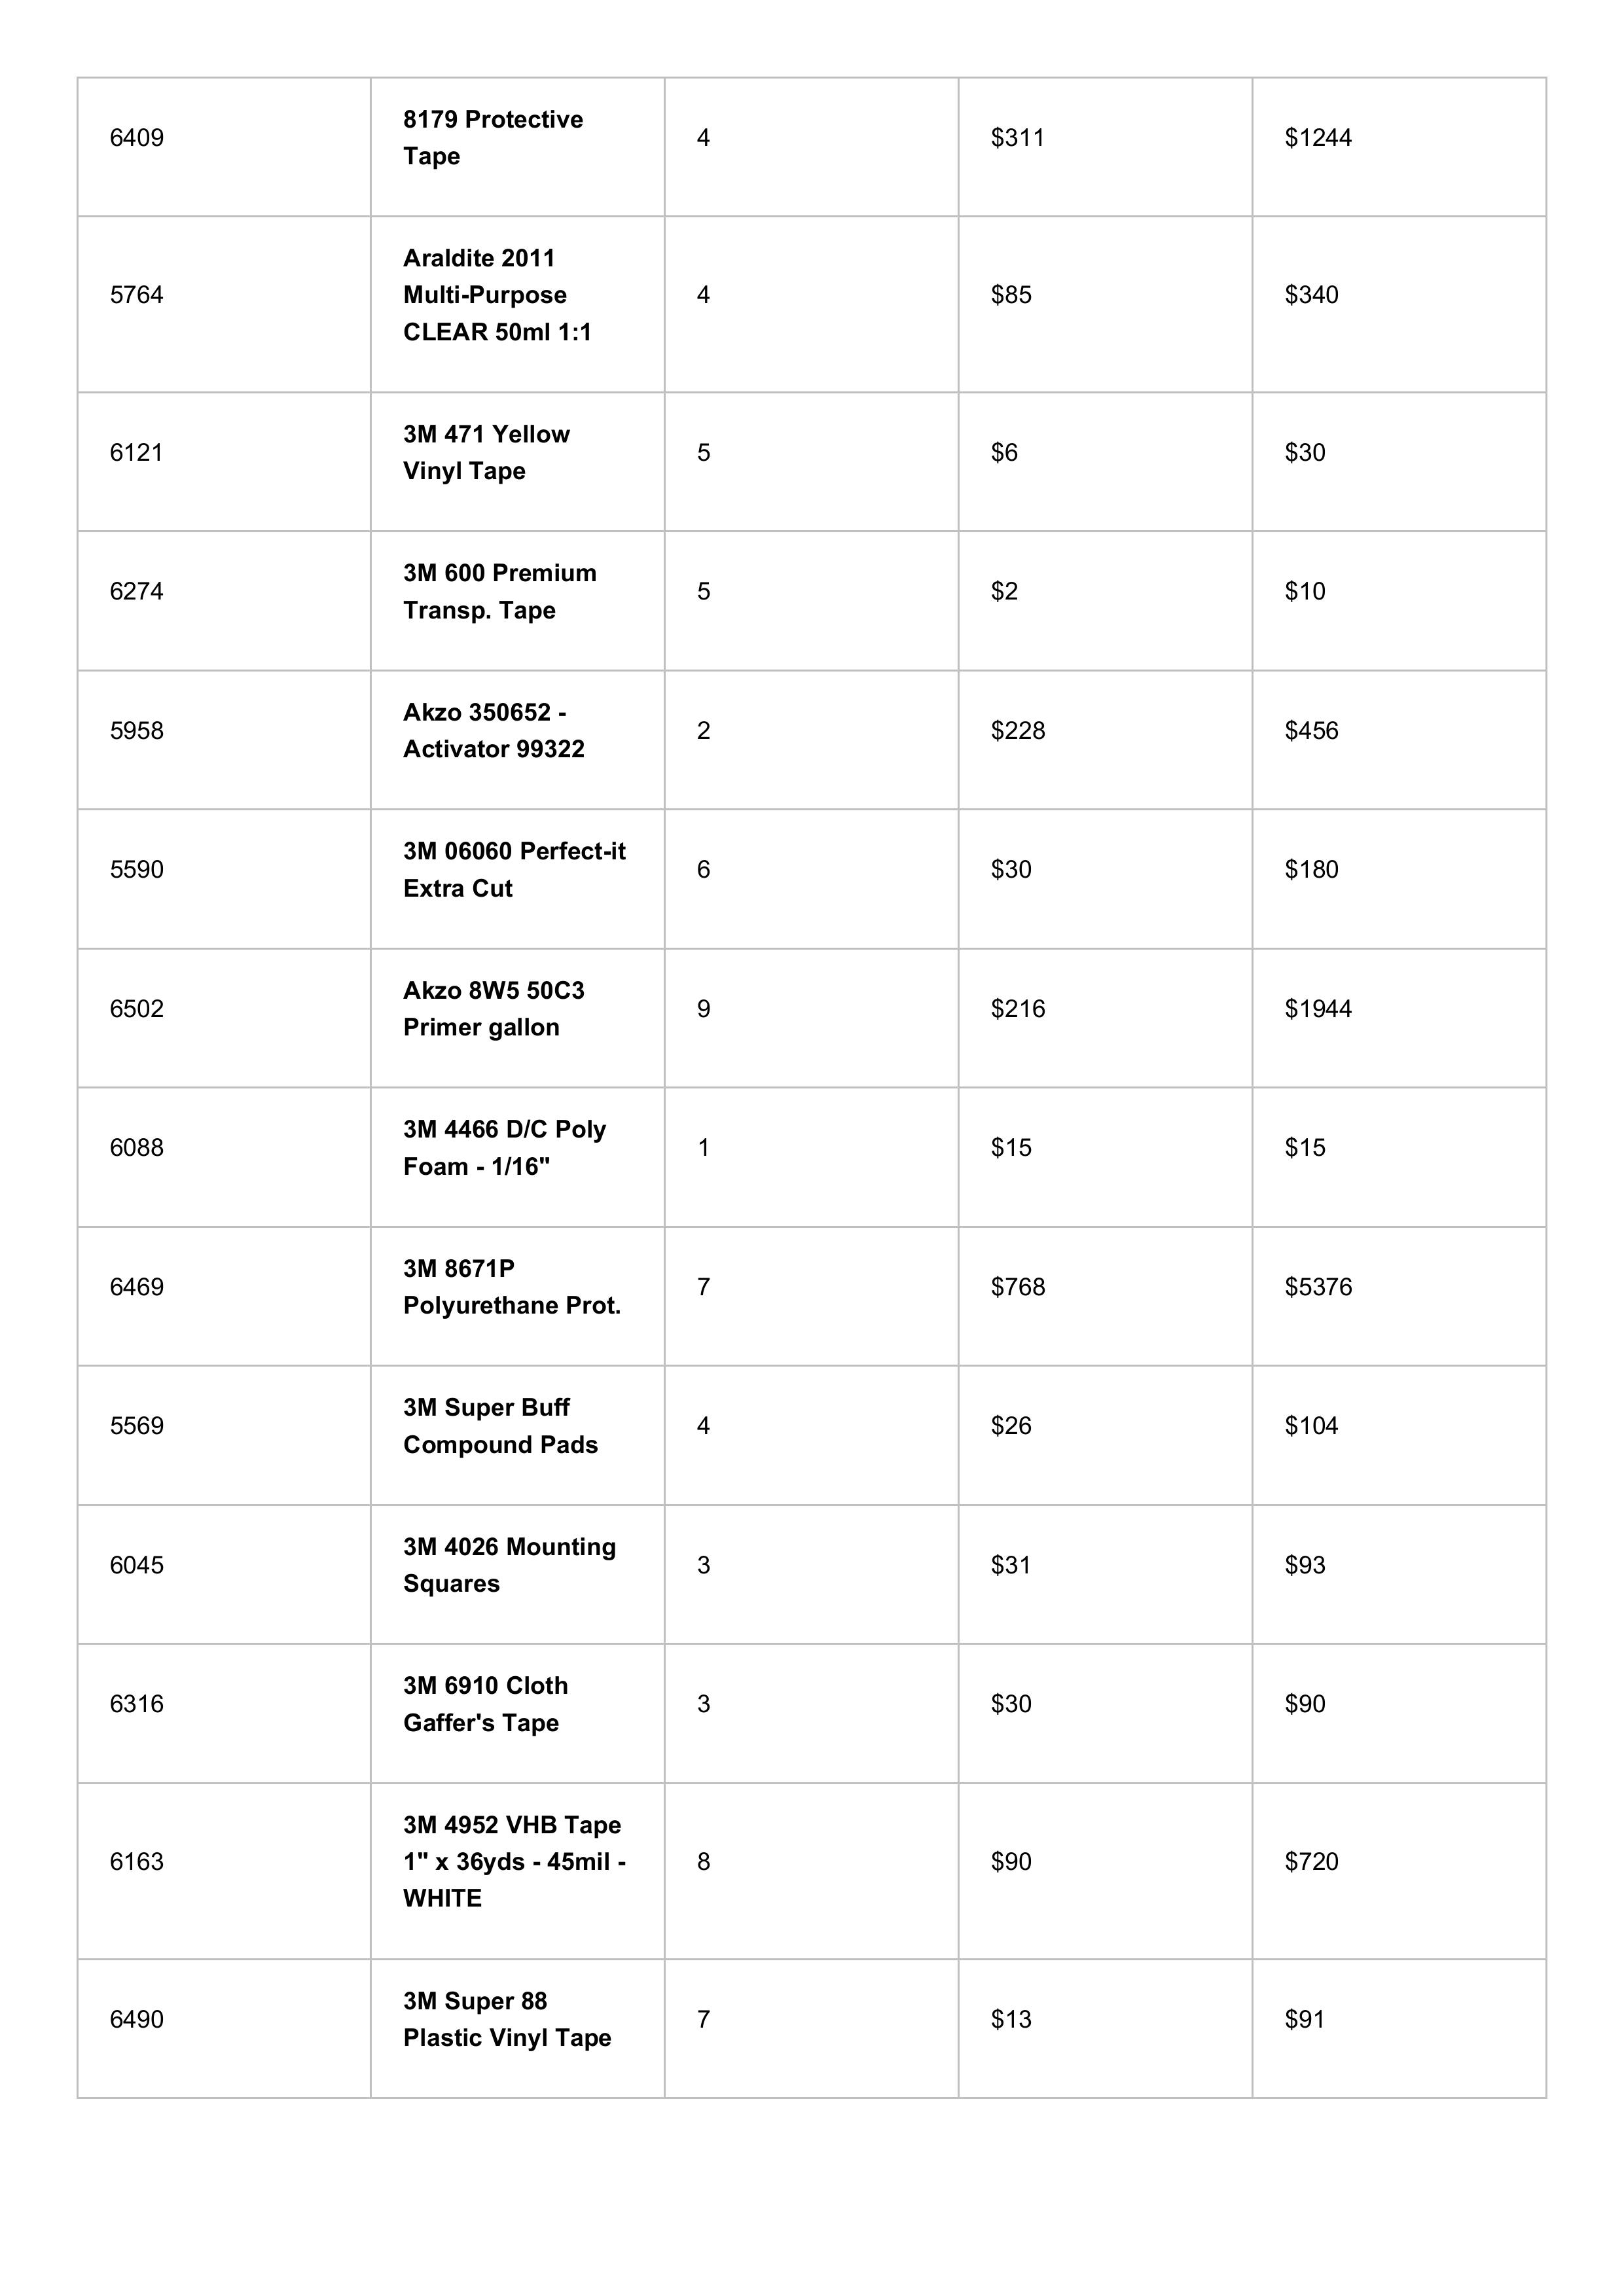 6409
8179 Protective
Tape
4
$311
$1244
5764
Araldite 2011
Multi-Purpose
CLEAR 50ml 1:1
4
$85
$340
6121
3M 471 Yellow
Vinyl Tape
5
$6
$30
6274
3M 600 Premium
Transp. Tape
5
$2
$10
5958
Akzo 350652 -
Activator 99322
2
$228
$456
5590
3M 06060 Perfect-it
Extra Cut
6
$30
$180
6502
Akzo 8W5 50C3
Primer gallon
9
$216
$1944
6088
3M 4466 D/C Poly
Foam - 1/16"
1
$15
$15
6469
3M 8671P
Polyurethane Prot.
7
$768
$5376
5569
3M Super Buff
Compound Pads
4
$26
$104
6045
3M 4026 Mounting
Squares
3
$31
$93
6316
3M 6910 Cloth
Gaffer's Tape
3
$30
$90
6163
3M 4952 VHB Tape
1" x 36yds - 45mil -
WHITE
8
$90
$720
6490
3M Super 88
Plastic Vinyl Tape
7
$13
$91